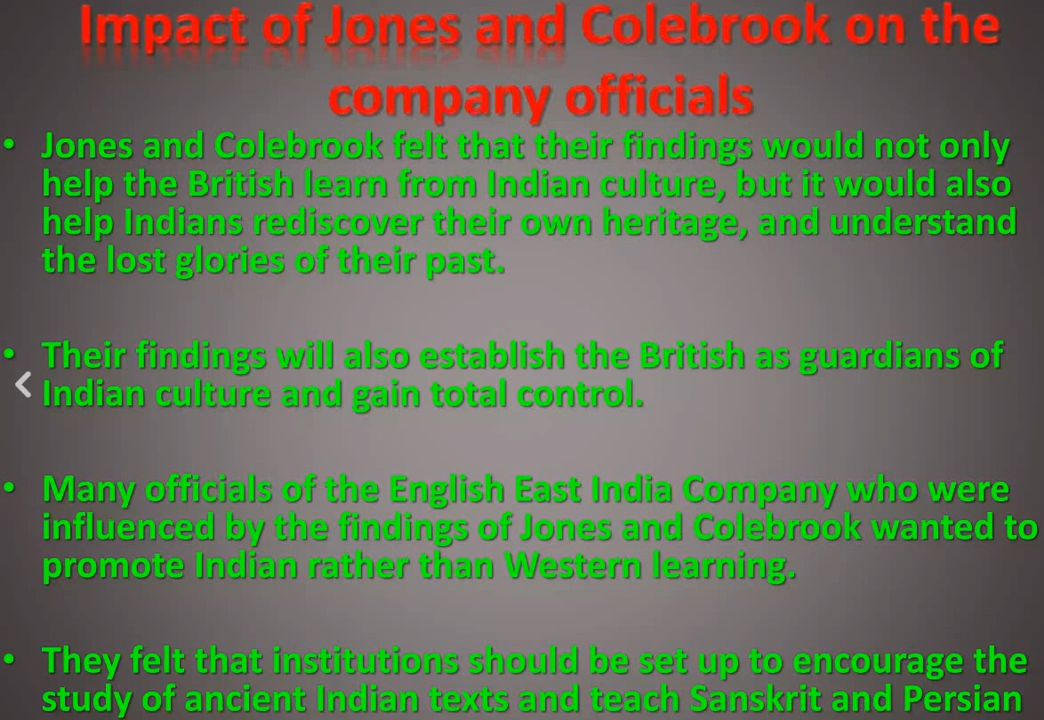 Impact of Jones and Colebrook on the
company officials
• Jones and Colebrook felt that their findings would not only
help the British learn from Indian culture, but it would also
help Indians rediscover their own heritage, and understand
the lost glories of their past.
• Their findings will also establish the British as guardians of
Indian culture and gain total control.
• Many officials of the English East India Company who were
influenced by the findings of Jones and Colebrook wanted to
promote Indian rather than Western learning.
• They felt that institutions should be set up to encourage the
study of ancient Indian texts and teach Sanskrit and Persian